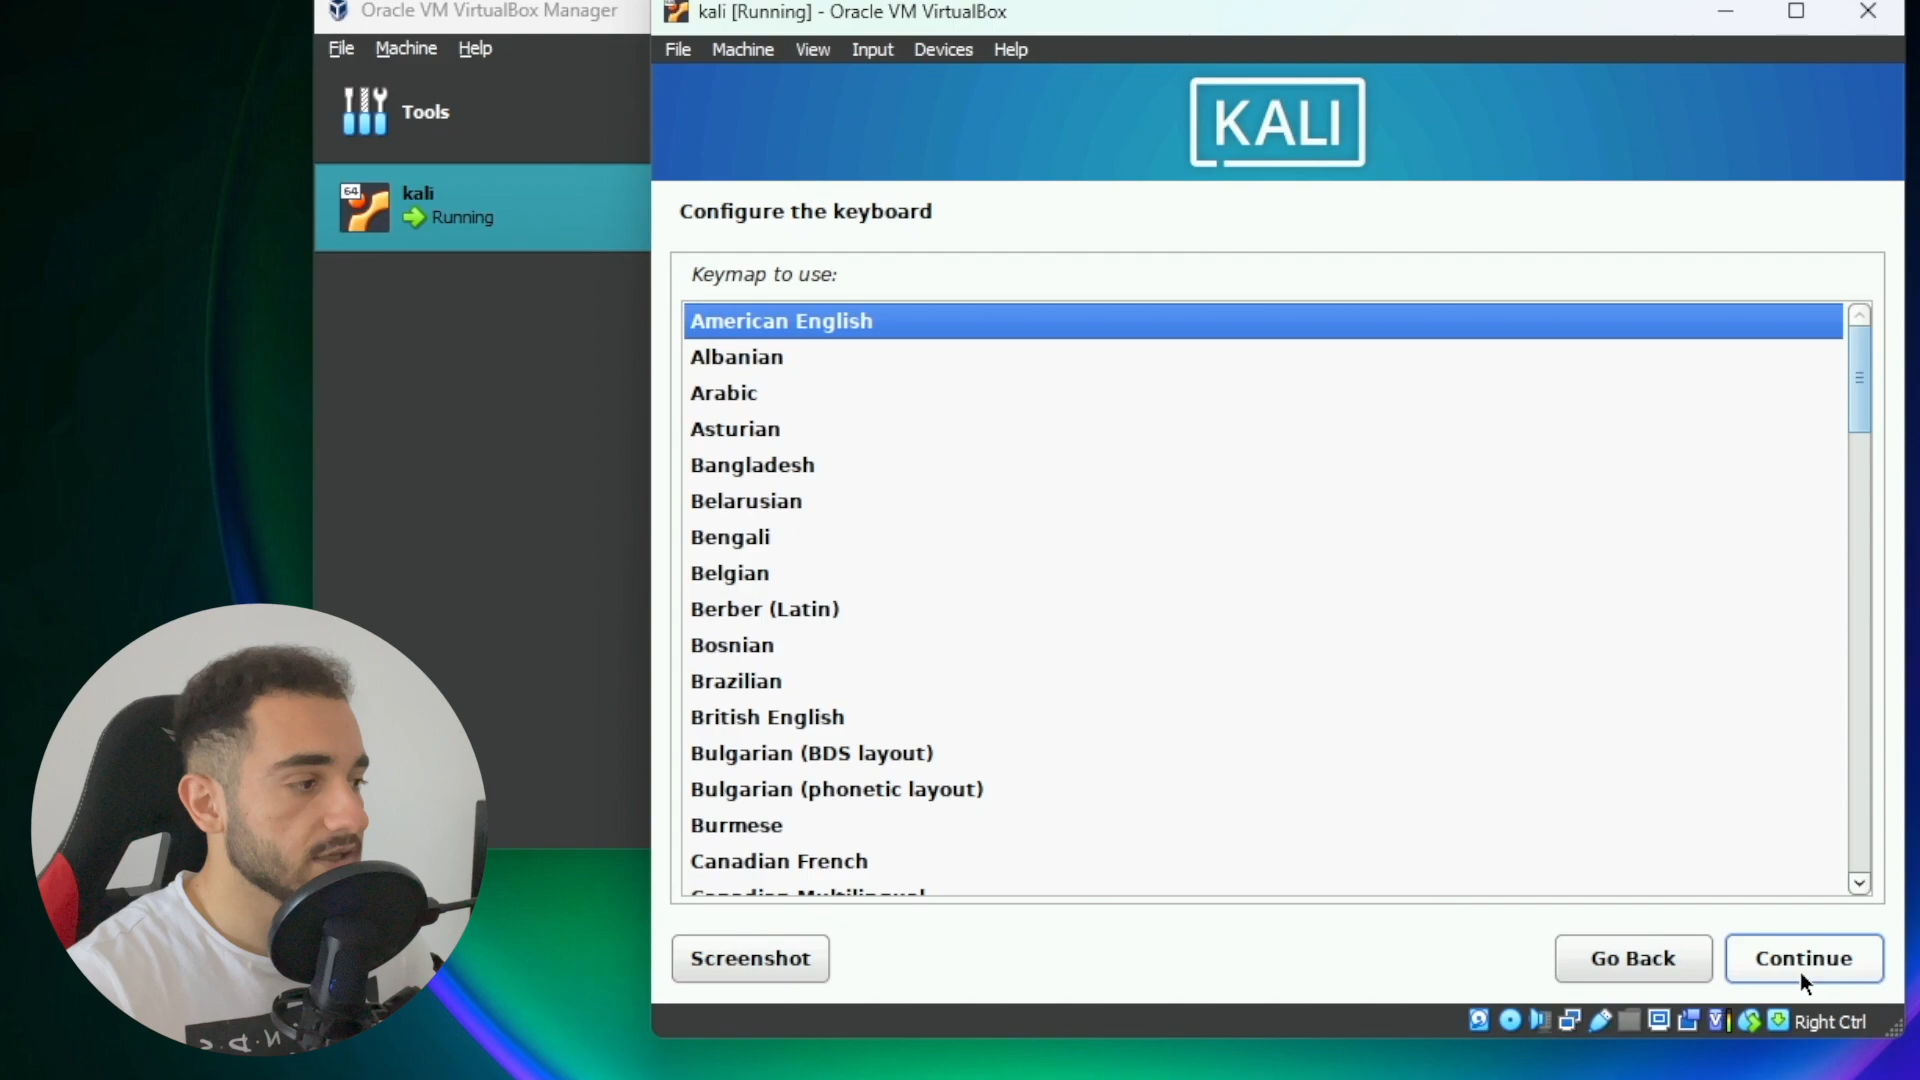 Oracle VM VirtualBox Manager
File Machine Help
Tools
64
kali
Running
kali [Running] - Oracle VM VirtualBox
File Machine View Input Devices Help
KALI
Configure the keyboard
Keymap to use:
American English
Albanian
Arabic
Asturian
Bangladesh
Belarusian
Bengali
Belgian
Berber (Latin)
Bosnian
Brazilian
British English
Bulgarian (BDS layout)
Bulgarian (phonetic layout)
Burmese
Canadian French
Canadian Multilingual
Screenshot
Go Back
Continue
Right Ctrl